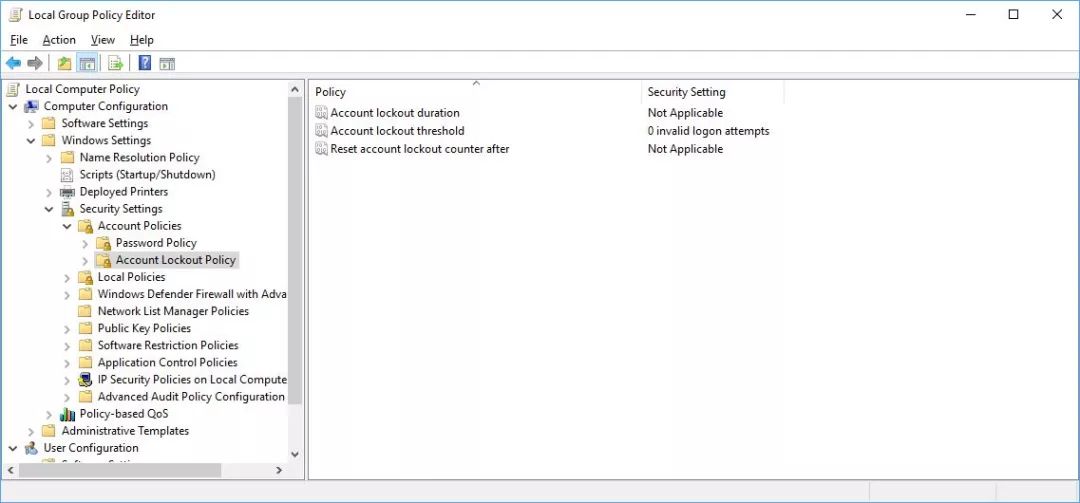 Local Group Policy Editor
File Action View Help
Local Computer Policy
Computer Configuration
Software Settings
Windows Settings
Name Resolution Policy
Scripts (Startup/Shutdown)
Deployed Printers
Security Settings
Account Policies
Password Policy
Account Lockout Policy
Local Policies
Windows Defender Firewall with Adva
Network List Manager Policies
Public Key Policies
Software Restriction Policies
Application Control Policies
IP Security Policies on Local Compute
Advanced Audit Policy Configuration
Policy-based QoS
Administrative Templates
User Configuration
Policy Security Setting
Account lockout duration Not Applicable
Account lockout threshold 0 invalid logon attempts
Reset account lockout counter after Not Applicable